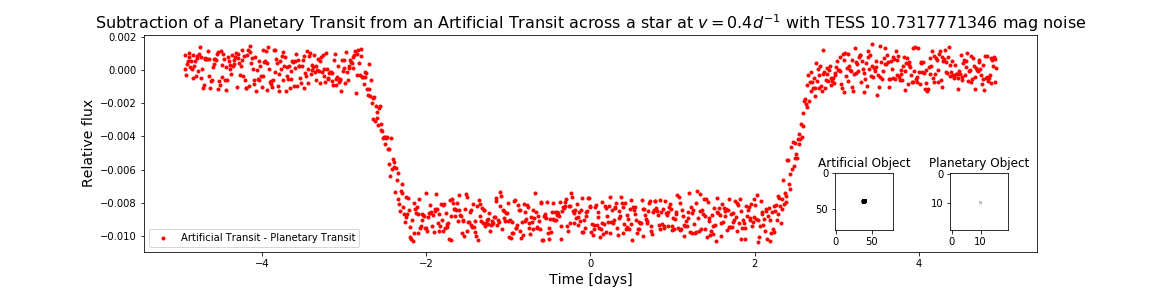 Subtraction of a Planetary Transit from an Artificial Transit across a star at v = 0.4d⁻¹ with TESS 10.7317771346 mag noise
Relative flux
0.002
0.000
−0.002
−0.004
−0.006
−0.008
−0.010
Artificial Transit - Planetary Transit
Artificial Object
0
50
0 50
Planetary Object
0
10
0 10
−4 −2 0 2 4
Time [days]